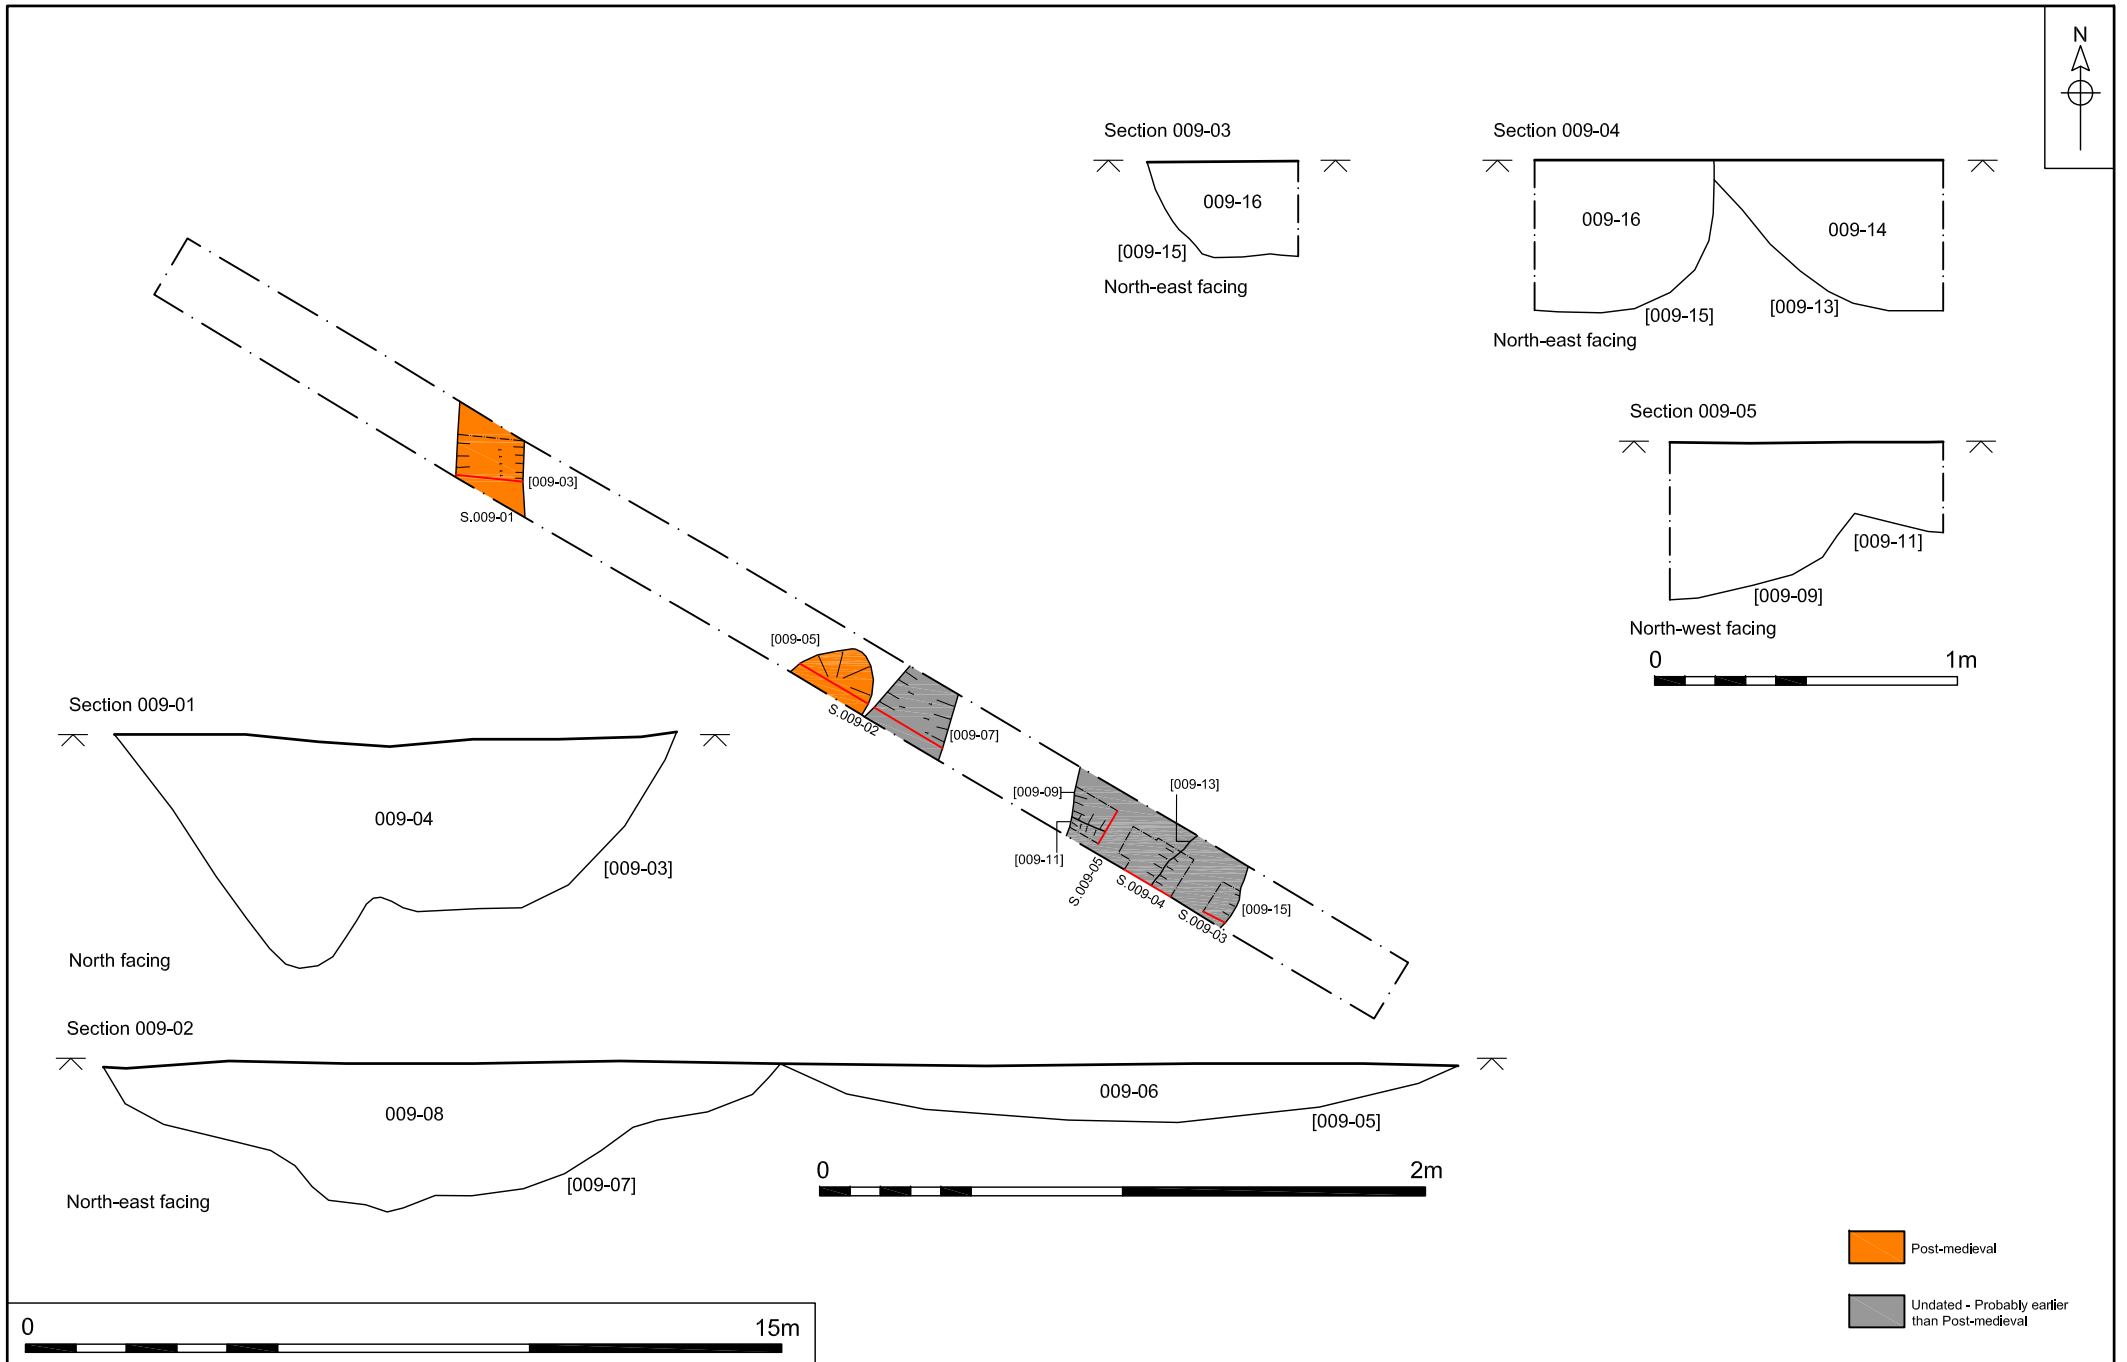 N
Section 009-03
009-16
[009-15]
North-east facing
Section 009-04
009-16
009-14
[009-15]
[009-13]
North-east facing
Section 009-05
[009-11]
[009-09]
North-west facing
0 1m
[009-03]
S.009-01
[009-05]
S.009-02
[009-07]
[009-09]
[009-13]
[009-11]
S.009-05
S.009-04
S.009-03
[009-15]
Section 009-01
009-04
[009-03]
North facing
Section 009-02
009-08
009-06
[009-05]
[009-07]
North-east facing
0 2m
Post-medieval
Undated - Probably earlier
than Post-medieval
0 15m